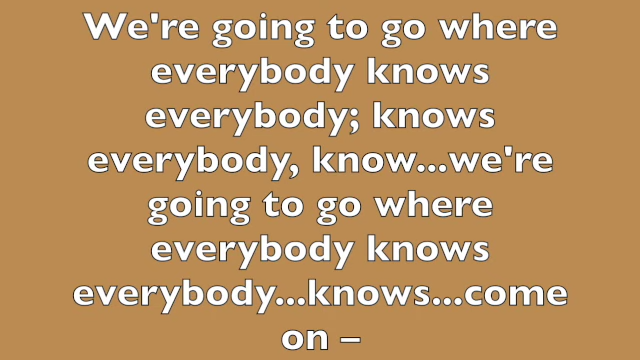 We're going to go where
everybody knows
everybody; knows
everybody, know...we're
going to go where
everybody knows
everybody...knows...come
on –